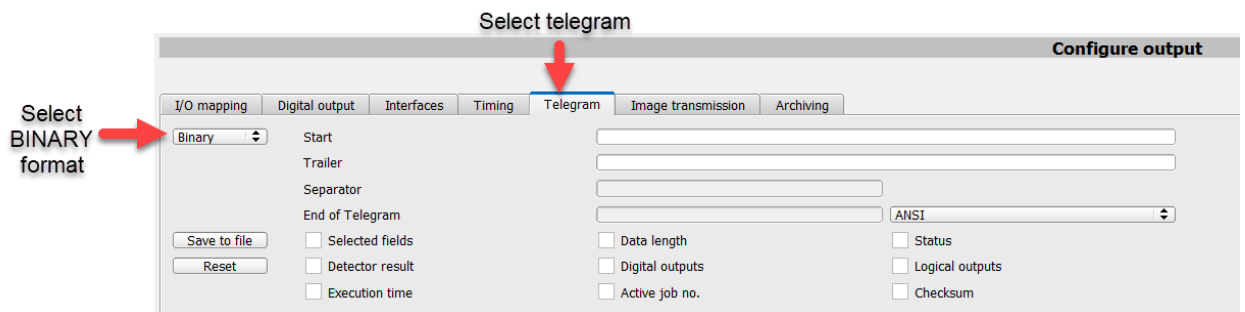 Select telegram
Configure output
I/O mapping Digital output Interfaces Timing Telegram Image transmission Archiving
Select
BINARY
format
Binary Start
Trailer
Separator
End of Telegram ANSI
Save to file Selected fields Data length Status
Reset Detector result Digital outputs Logical outputs
Execution time Active job no. Checksum